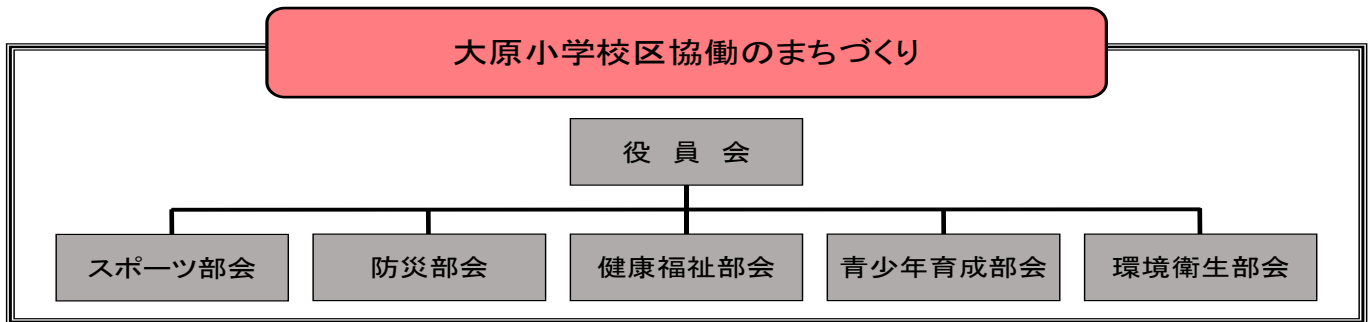 大原小学校区協働のまちづくり
役　員　会
スポーツ部会
防災部会
健康福祉部会
青少年育成部会
環境衛生部会